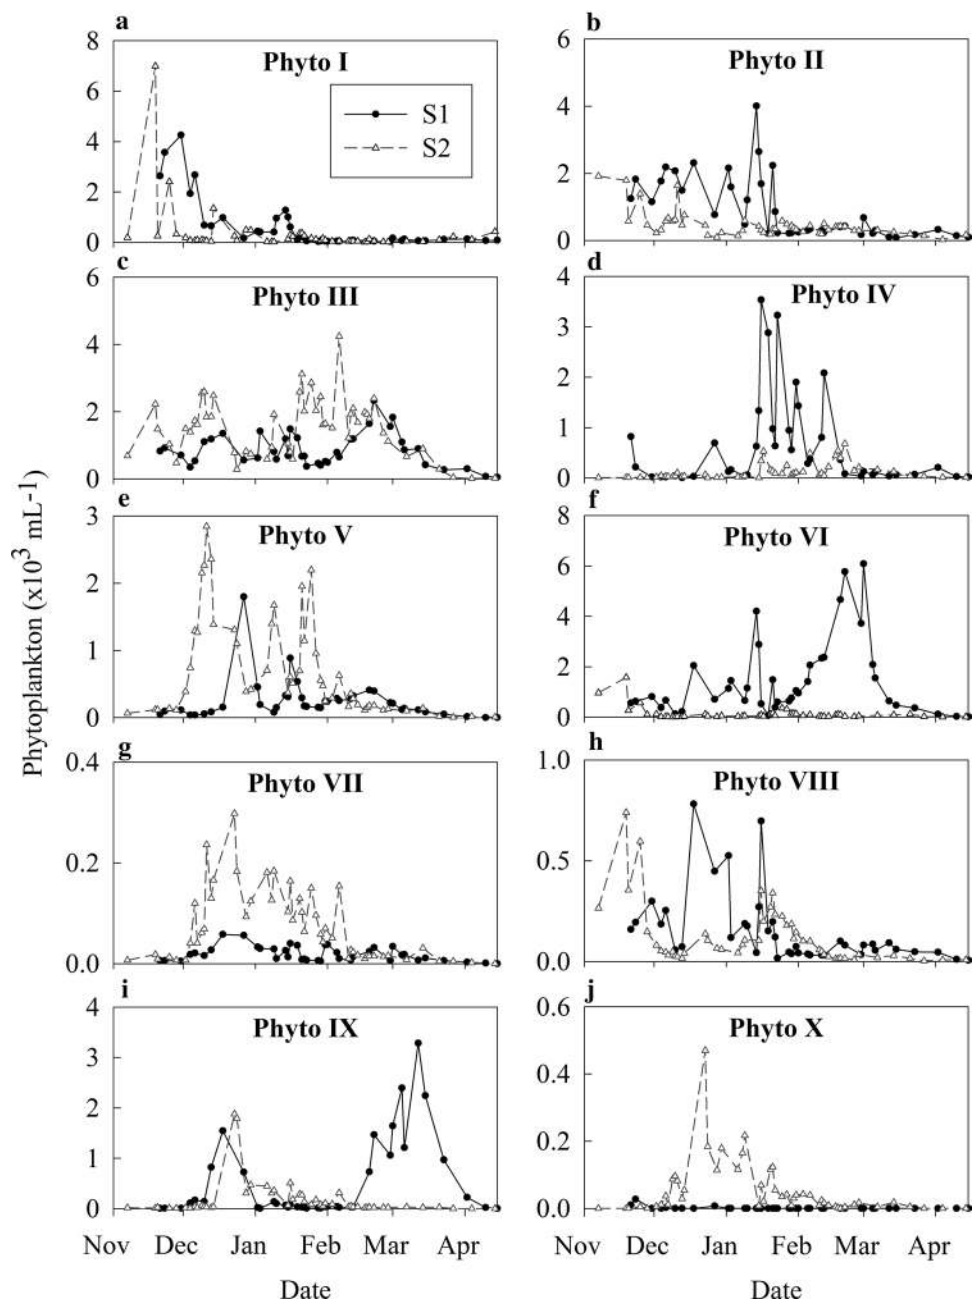 a
Phyto I
8
6
4
2
0
S1
S2
b
Phyto II
6
4
2
0
c
Phyto III
6
4
2
0
d
Phyto IV
4
3
2
1
0
e
Phyto V
3
2
1
0
f
Phyto VI
8
6
4
2
0
g
Phyto VII
0.4
0.2
0.0
h
Phyto VIII
1.0
0.5
0.0
i
Phyto IX
4
3
2
1
0
Nov Dec Jan Feb Mar Apr
Date
j
Phyto X
0.6
0.4
0.2
0.0
Nov Dec Jan Feb Mar Apr
Date
Phytoplankton (x10³ mL-¹)